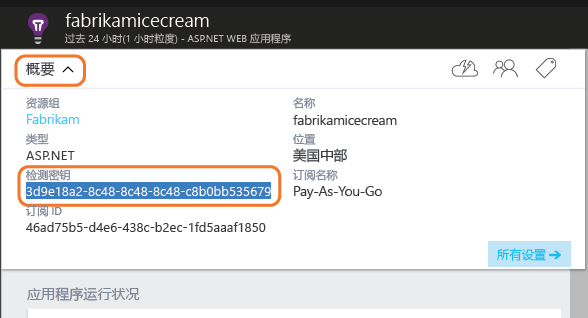 fabrikamicecream
过去 24 小时(1 小时粒度) - ASP.NET WEB 应用程序
概要
资源组
Fabrikam
名称
fabrikamicecream
类型
ASP.NET
位置
美国中部
检测密钥
3d9e18a2-8c48-8c48-8c48-c8b0bb535679
订阅名称
Pay-As-You-Go
订阅 ID
46ad75b5-d4e6-438c-b2ec-1fd5aaaf1850
所有设置
应用程序运行状况